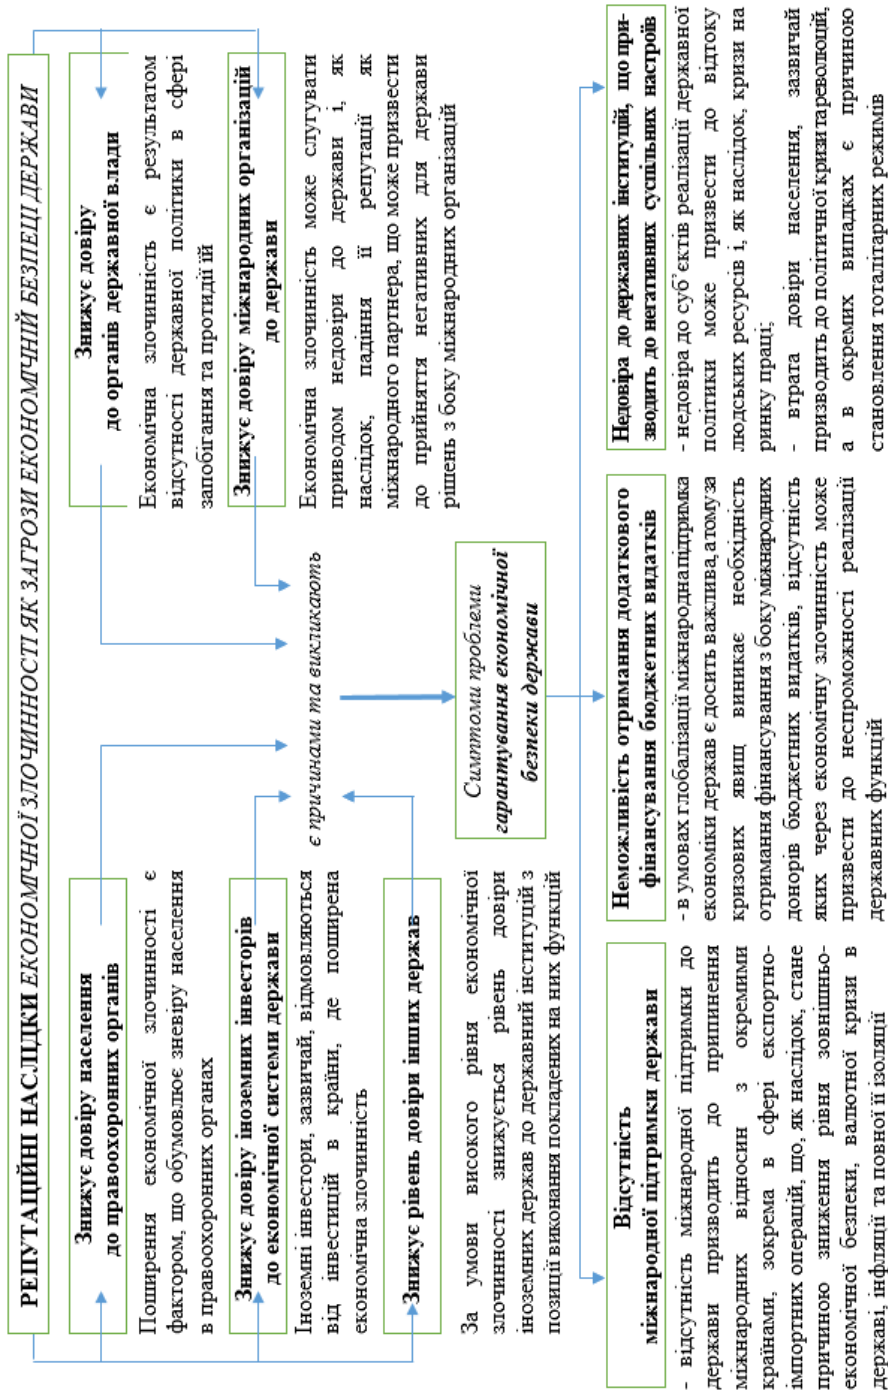 РЕПУТАЦІЙНІ НАСЛІДКИ ЕКОНОМІЧНОЇ ЗЛОЧИННОСТІ ЯК ЗАГРОЗИ ЕКОНОМІЧНІЙ БЕЗПЕЦІ ДЕРЖАВИ
Знижує довіру населення
до правоохоронних органів
Поширення економічної злочинності є
фактором, що обумовлює зневіру населення
в правоохоронних органах
Знижує довіру іноземних інвесторів
до економічної системи держави
Іноземні інвестори, зазвичай, відмовляються
від інвестицій в країни, де поширена
економічна злочинність
Знижує рівень довіри інших держав
За умови високого рівня економічної
злочинності знижується рівень довіри
іноземних держав до державний інституцій з
позиції виконання покладених на них функцій
Знижує довіру
до органів державної влади
Економічна злочинність є результатом
відсутності державної політики в сфері
запобігання та протидії їй
Знижує довіру міжнародних організацій
до держави
Економічна злочинність може слугувати
приводом недовіри до держави і, як
наслідок, падіння її репутації як
міжнародного партнера, що може призвести
до прийняття негативних для держави
рішень з боку міжнародних організацій
є причинами та викликають
Симптоми проблеми
гарантування економічної
безпеки держави
Відсутність
міжнародної підтримки держави
- відсутність міжнародної підтримки до
держави призводить до припинення
міжнародних відносин з окремими
країнами, зокрема в сфері експортно-
імпортних операцій, що, як наслідок, стане
причиною зниження рівня зовнішньо-
економічної безпеки, валютної кризи в
державі, інфляції та повної її ізоляції
Неможливість отримання додаткового
фінансування бюджетних видатків
- в умовах глобалізації міжнародна підтримка
економіки держав є досить важлива, а тому за
кризових явищ виникає необхідність
отримання фінансування з боку міжнародних
донорів бюджетних видатків, відсутність
яких через економічну злочинність може
призвести до неспроможності реалізації
державних функцій
Недовіра до державних інституцій, що при-
зводить до негативних суспільних настроїв
- недовіра до суб’єктів реалізації державної
політики може призвести до відтоку
людських ресурсів і, як наслідок, кризи на
ринку праці;
- втрата довіри населення, зазвичай
призводить до політичної кризи та революцій,
а в окремих випадках є причиною
становлення тоталітарних режимів